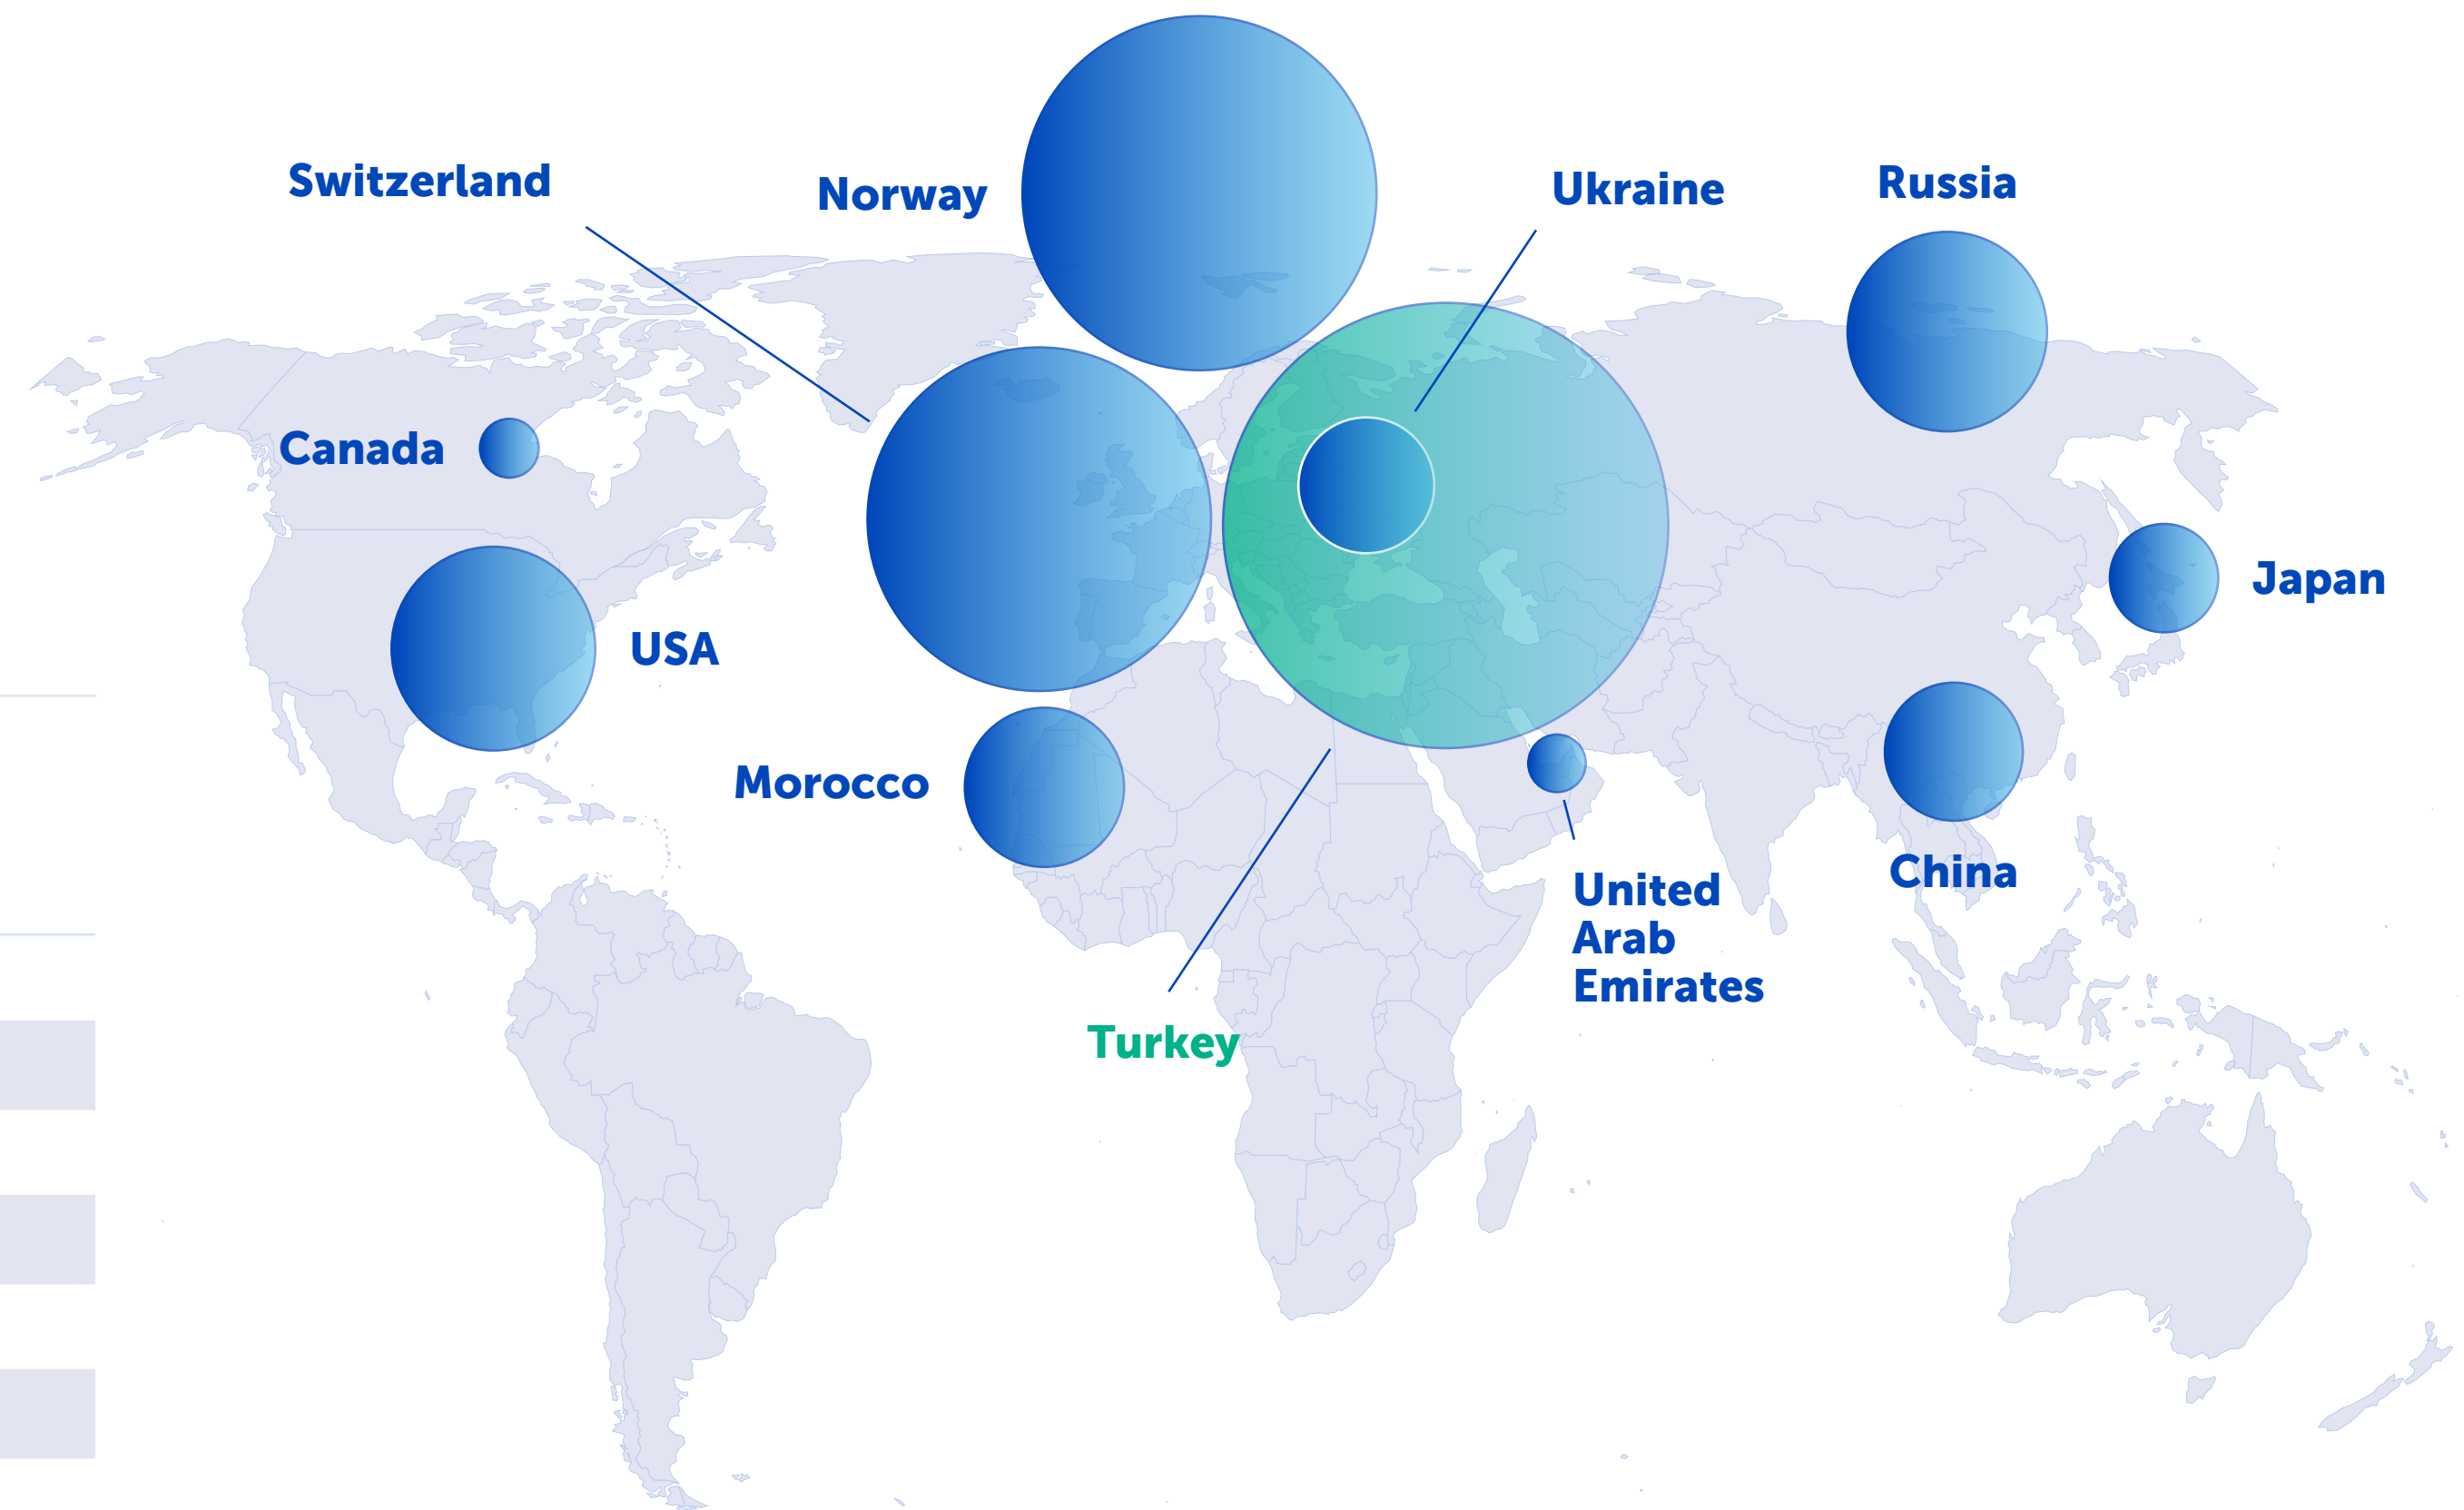 Switzerland
Norway
Ukraine
Russia
Canada
Japan
USA
Morocco
China
United
Arab
Emirates
Turkey